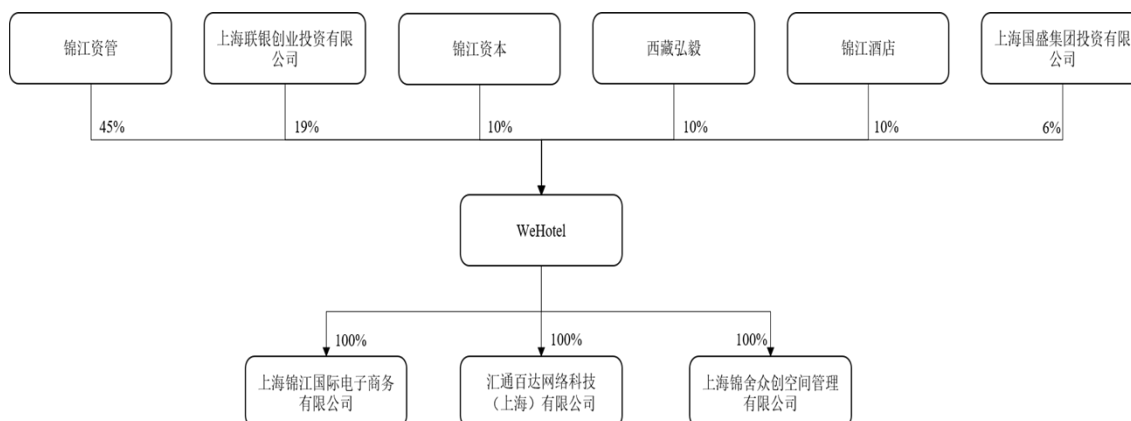 锦江资管
上海联银创业投资有限
公司
锦江资本
西藏弘毅
锦江酒店
上海国盛集团投资有限
公司
45%
19%
10%
10%
10%
6%
WeHotel
100%
100%
100%
上海锦江国际电子商务
有限公司
汇通百达网络科技
（上海）有限公司
上海锦舍众创空间管理
有限公司